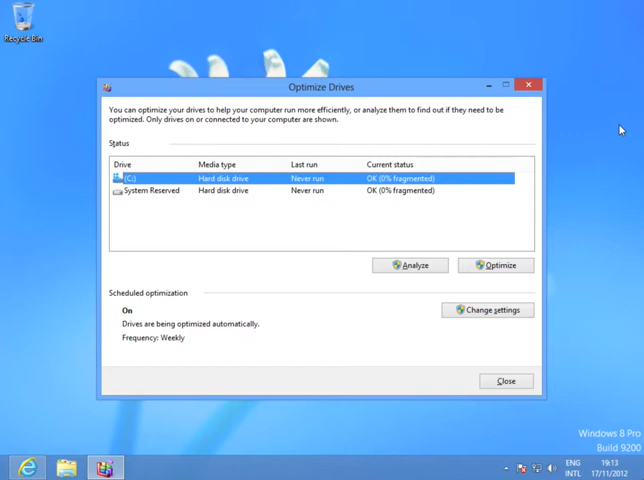 Recycle Bin
Optimize Drives
You can optimize your drives to help your computer run more efficiently, or analyze them to find out if they need to be
optimized. Only drives on or connected to your computer are shown.
Status
Drive Media type Last run Current status
(C:) Hard disk drive Never run OK (0% fragmented)
System Reserved Hard disk drive Never run OK (0% fragmented)
Analyze Optimize
Scheduled optimization
On
Change settings
Drives are being optimized automatically.
Frequency: Weekly
Close
Windows 8 Pro
Build 9200
ENG 19:13
INTL 17/11/2012